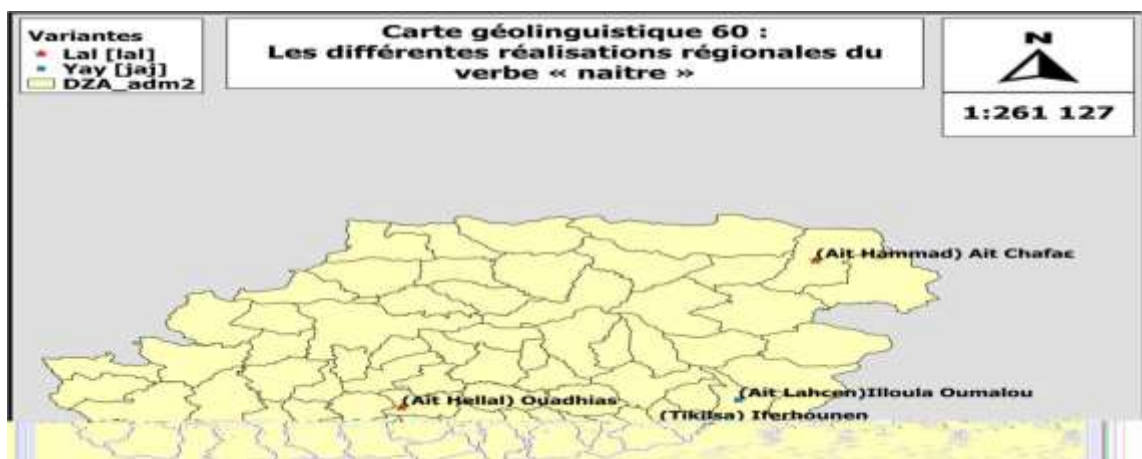 Variantes
Lal [lal]
Yay [jaj]
DZA_adm2
Carte géolinguistique 60 :
Les différentes réalisations régionales du
verbe « naitre »
N
1:261 127
(Ait Hammad) Ait Chafac
(Ait Hellal) Ouadhias
(Ait Lahcen)Illoula Oumalou
(Tikilsa) Iferhounen